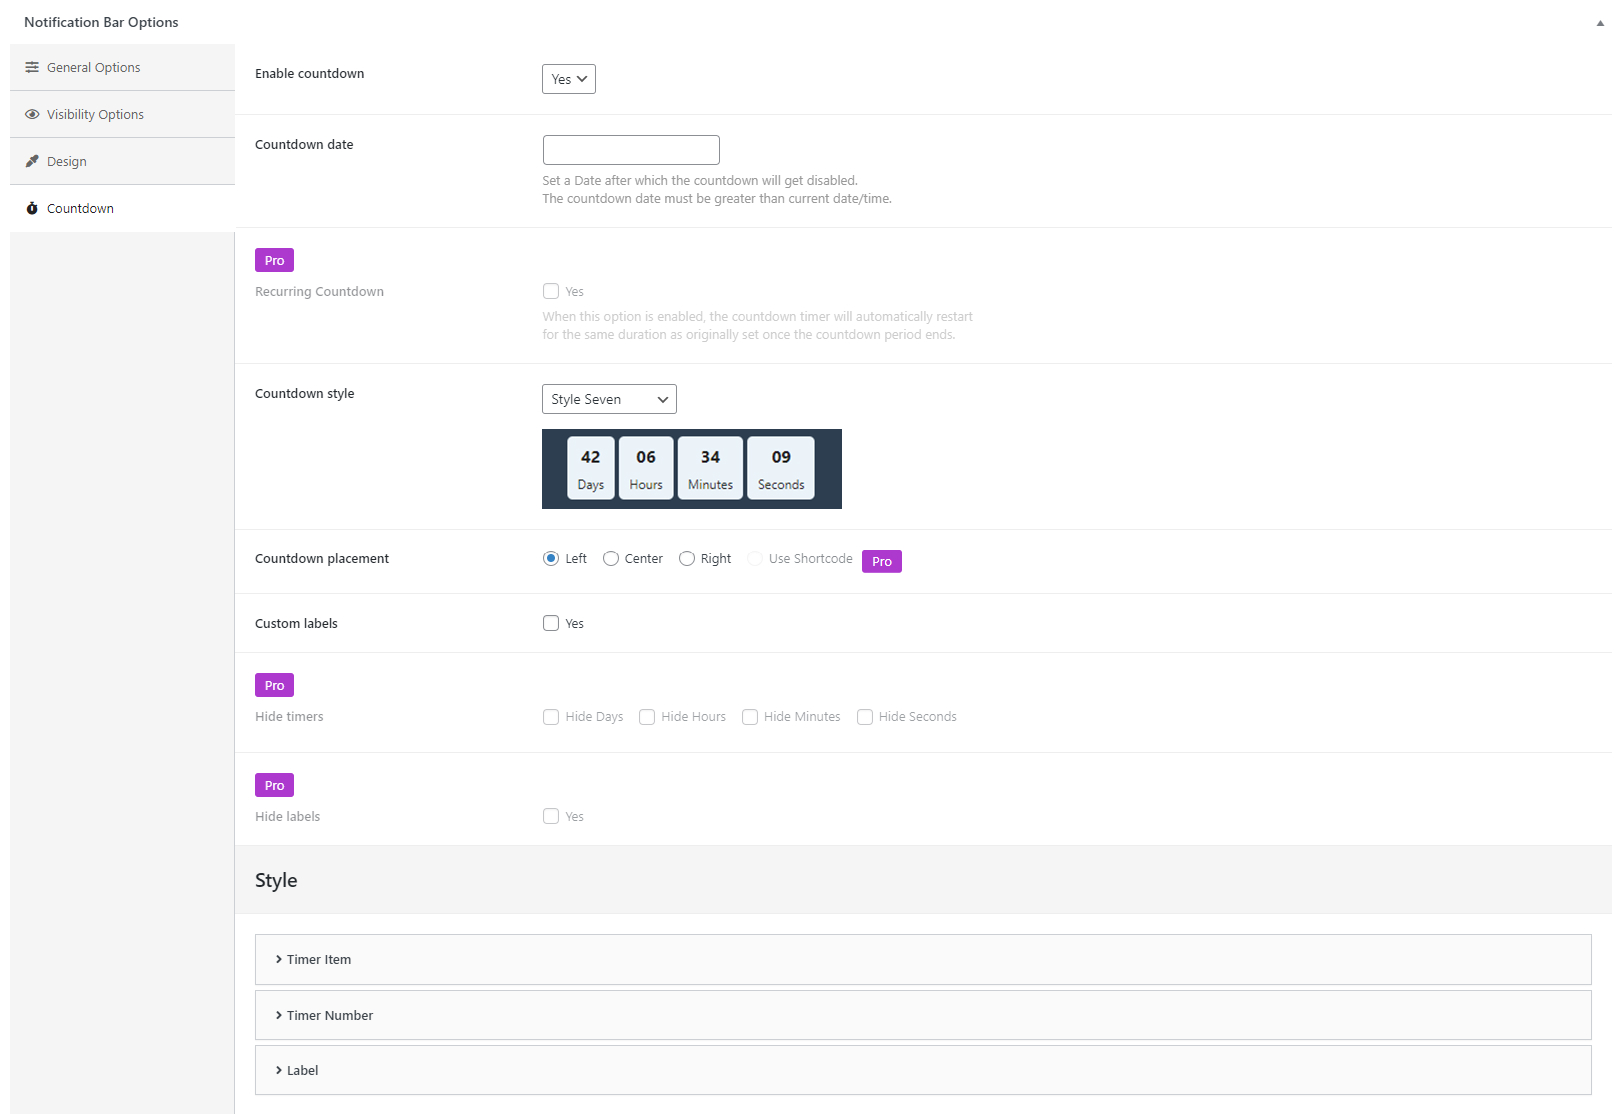 Notification Bar Options
General Options
Visibility Options
Design
Countdown
Enable countdown
Yes
Countdown date
Set a Date after which the countdown will get disabled.
The countdown date must be greater than current date/time.
Pro
Recurring Countdown
Yes
When this option is enabled, the countdown timer will automatically restart
for the same duration as originally set once the countdown period ends.
Countdown style
Style Seven
42 06 34 09
Days Hours Minutes Seconds
Countdown placement
Left Center Right Use Shortcode Pro
Custom labels
Yes
Pro
Hide timers
Hide Days Hide Hours Hide Minutes Hide Seconds
Pro
Hide labels
Yes
Style
Timer Item
Timer Number
Label